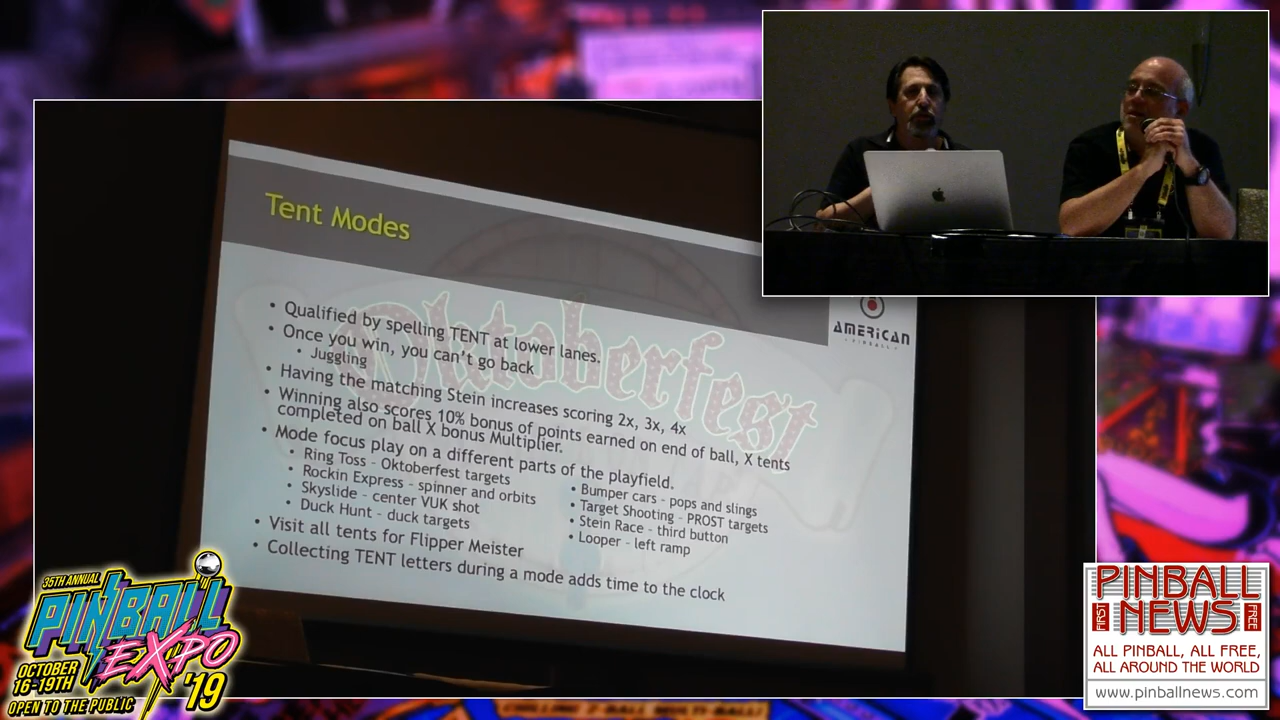 Tent Modes
AMERICAN
PINBALL
Oktoberfest
• Qualified by spelling TENT at lower lanes.
• Once you win, you can't go back
• Juggling
• Having the matching Stein increases scoring 2x, 3x, 4x
• Winning also scores 10% bonus of points earned on end of ball, X tents
completed on ball X bonus Multiplier.
• Mode focus play on a different parts of the playfield.
• Ring Toss – Oktoberfest targets
• Rockin Express – spinner and orbits
• Skyslide – center VUK shot
• Duck Hunt – duck targets
• Bumper cars – pops and slings
• Target Shooting – PROST targets
• Stein Race – third button
• Looper – left ramp
• Visit all tents for Flipper Meister
• Collecting TENT letters during a mode adds time to the clock
35TH ANNUAL
PINBALL
EXPO
OCTOBER
16-19TH
'19
OPEN TO THE PUBLIC
PINBALL
FIRST NEWS FREE
ALL PINBALL, ALL FREE,
ALL AROUND THE WORLD
www.pinballnews.com